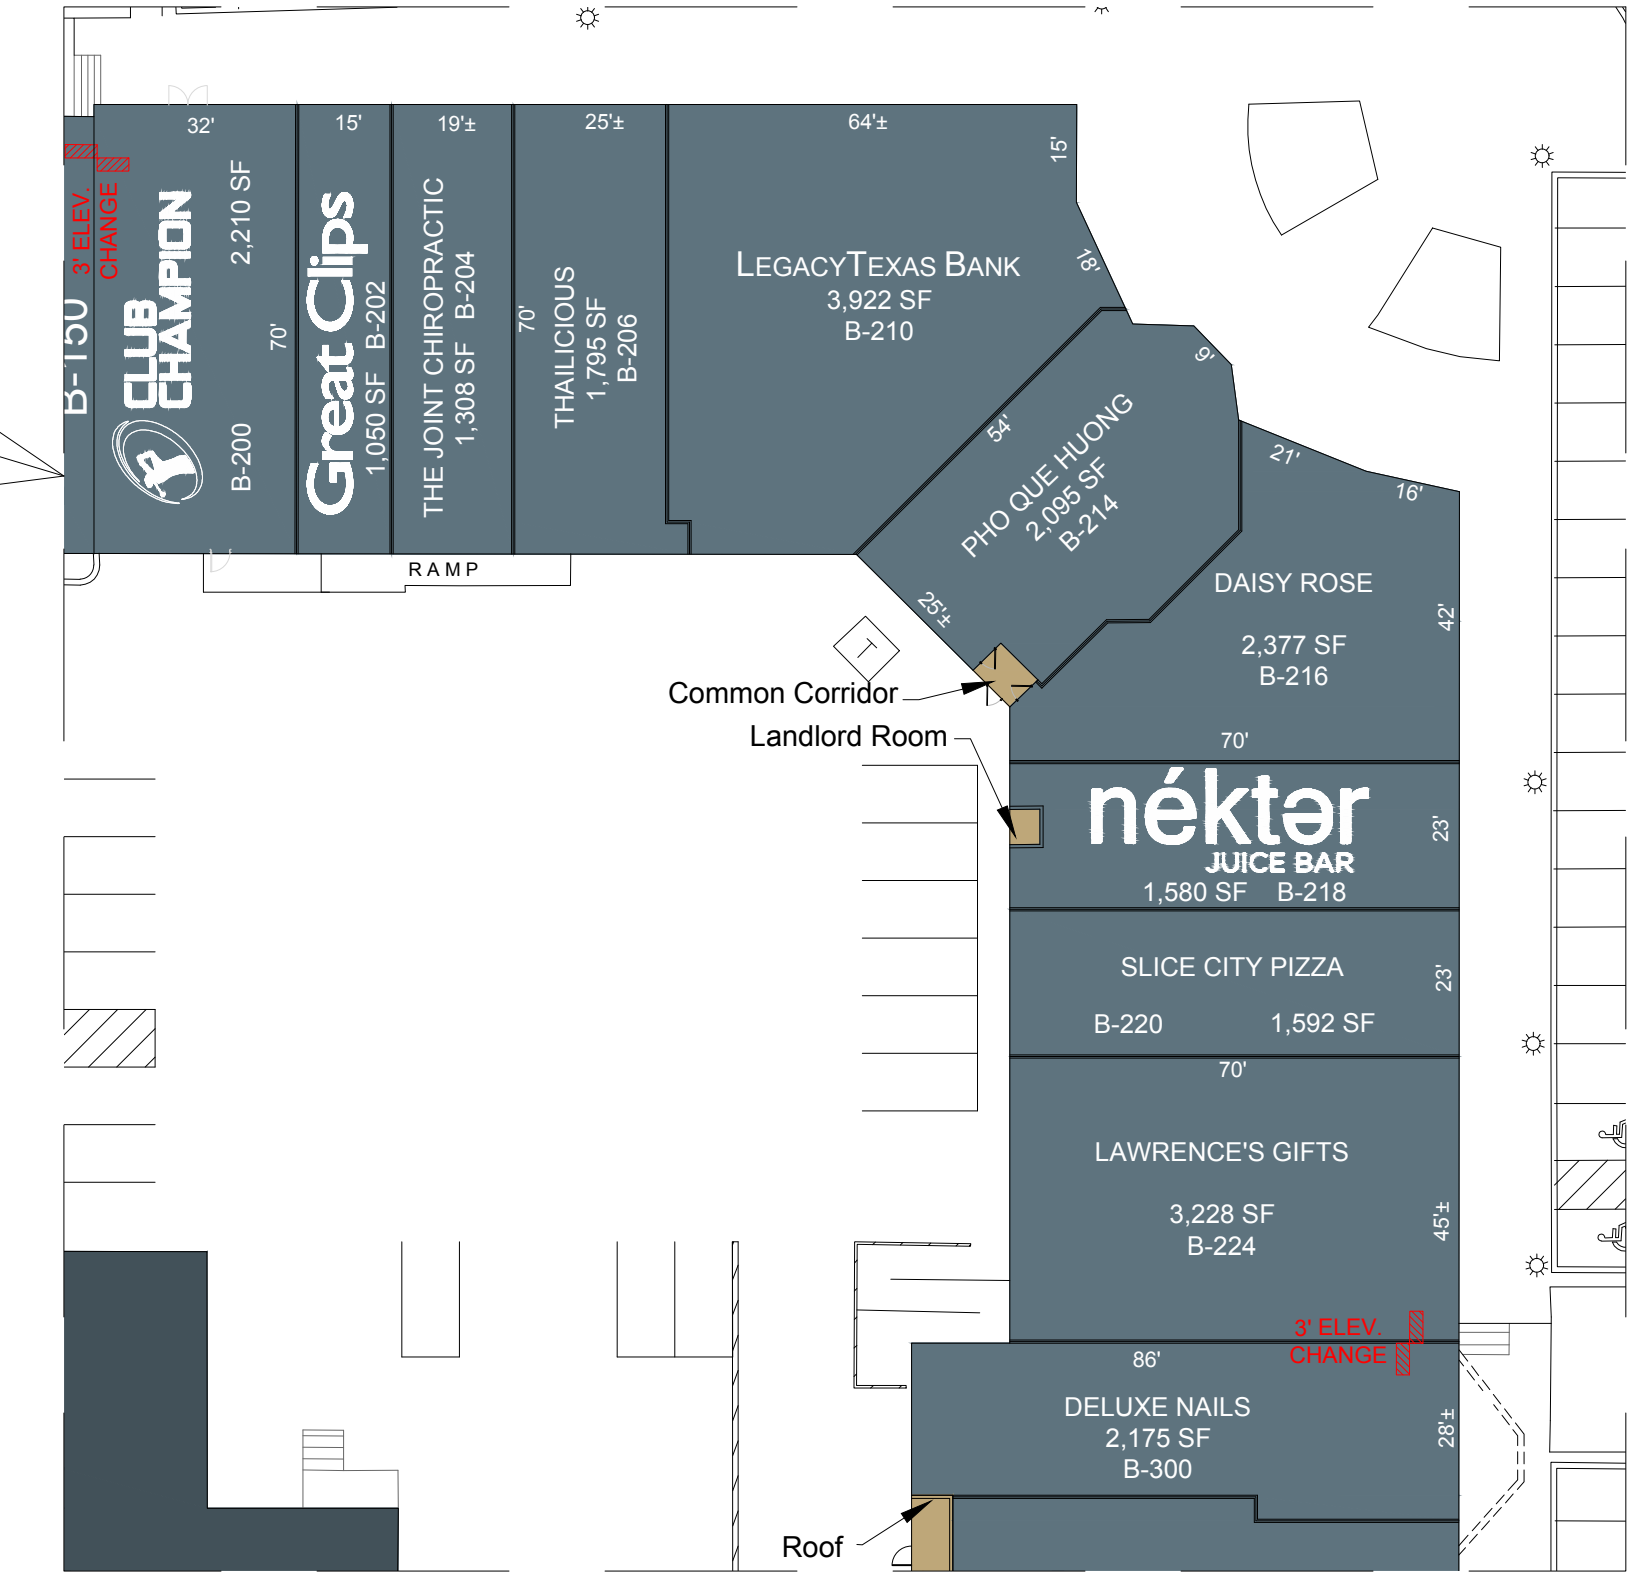 32'
15'
19'±
25'±
64'±
15'
18'
B-150
3' ELEV.
CHANGE
CLUB
CHAMPION
2,210 SF
B-200
70'
Great Clips
1,050 SF B-202
THE JOINT CHIROPRACTIC
1,308 SF B-204
70'
THAILICIOUS
1,795 SF
B-206
LEGACYTEXAS BANK
3,922 SF
B-210
RAMP
9'
54'
PHO QUE HUONG
2,095 SF
B-214
25'±
T
21'
16'
DAISY ROSE
2,377 SF
B-216
42'
70'
Common Corridor
Landlord Room
néktər
JUICE BAR
1,580 SF B-218
23'
SLICE CITY PIZZA
B-220 1,592 SF
23'
70'
LAWRENCE'S GIFTS
3,228 SF
B-224
45'±
3' ELEV.
CHANGE
86'
DELUXE NAILS
2,175 SF
B-300
28'±
Roof